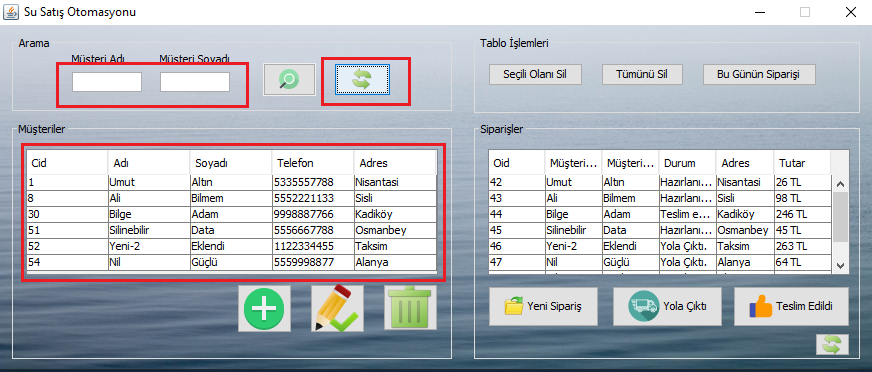 Su Satış Otomasyonu
Arama
Müşteri Adı Müşteri Soyadı
Tablo İşlemleri
Seçili Olanı Sil Tümünü Sil Bu Günün Siparişi
Müşteriler
Cid Adı Soyadı Telefon Adres
1 Umut Altın 5335557788 Nisantasi
8 Ali Bilmem 5552221133 Sisli
30 Bilge Adam 9998887766 Kadiköy
51 Silinebilir Data 5556667788 Osmanbey
52 Yeni-2 Eklendi 1122334455 Taksim
54 Nil Güçlü 5559998877 Alanya
Siparişler
Oid Müşteri... Müşteri... Durum Adres Tutar
42 Umut Altın Hazırlanı... Nisantasi 26 TL
43 Ali Bilmem Hazırlanı... Sisli 98 TL
44 Bilge Adam Teslim e... Kadiköy 246 TL
45 Silinebilir Data Hazırlanı... Osmanbey 45 TL
46 Yeni-2 Eklendi Yola Çıktı. Taksim 263 TL
47 Nil Güçlü Yola Çıktı. Alanya 64 TL
Yeni Sipariş Yola Çıktı Teslim Edildi